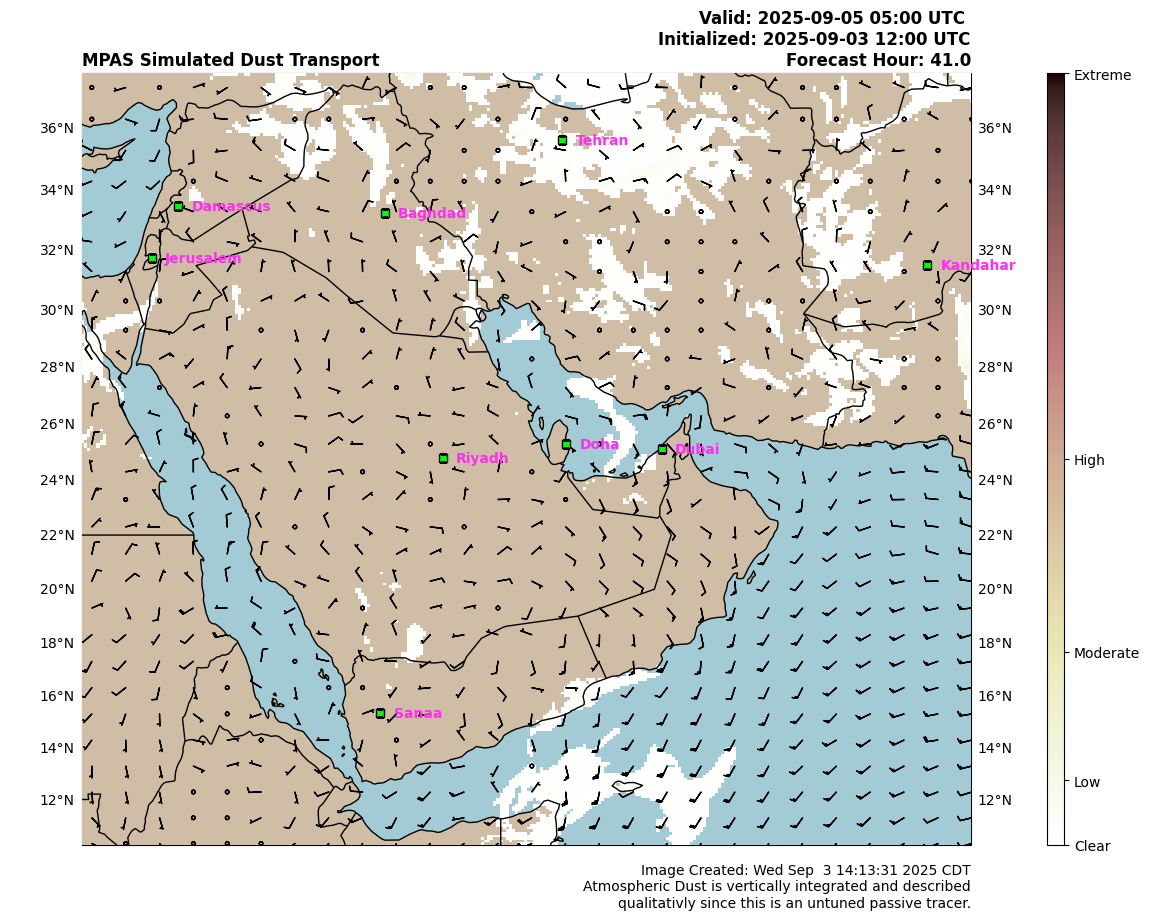 Valid: 2025-09-05 05:00 UTC
Initialized: 2025-09-03 12:00 UTC
MPAS Simulated Dust Transport Forecast Hour: 41.0
Extreme
36°N Tehran 36°N
34°N Damascus Baghdad 34°N
32°N Jerusalem 32°N
Kandahar
30°N 30°N
28°N 28°N
26°N Doha Dubai 26°N
Riyadh High
24°N 24°N
22°N 22°N
20°N 20°N
18°N 18°N
Moderate
16°N Sanaa 16°N
14°N 14°N
Low
12°N 12°N
Clear
Image Created: Wed Sep 3 14:13:31 2025 CDT
Atmospheric Dust is vertically integrated and described
qualitativly since this is an untuned passive tracer.